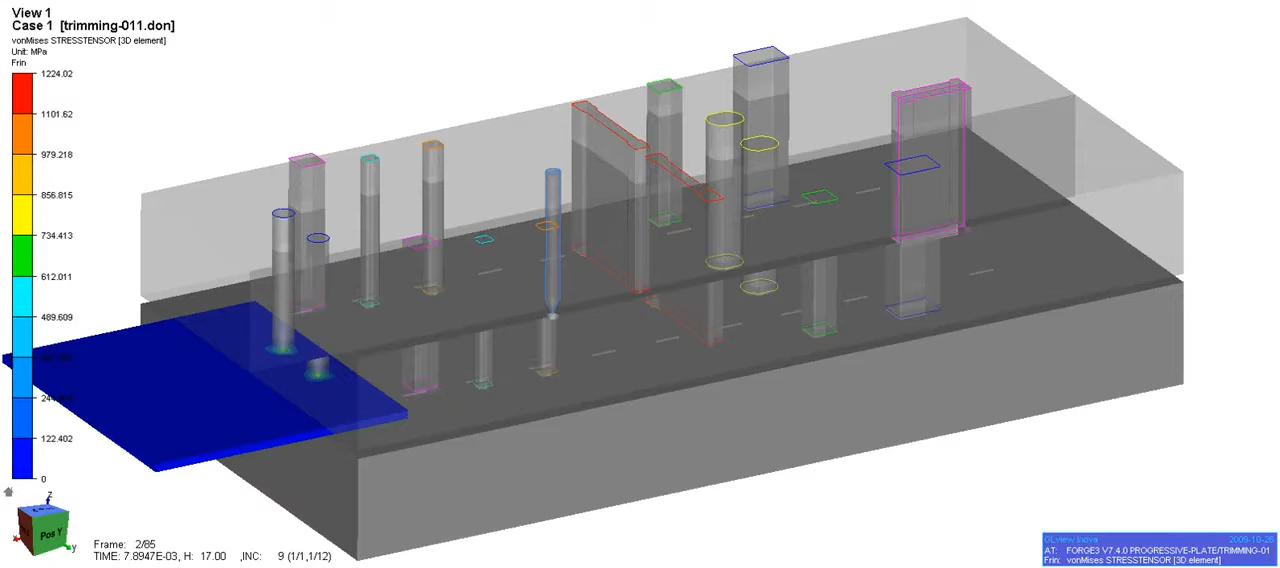 View 1
Case 1 [trimming-011.don]
vonMises STRESSTENSOR [3D element]
Unit: MPa
Frin
1224.02
1101.62
979.218
856.815
734.413
612.011
489.609
122.402
0
z
Pos Y
x
y
Frame: 2/85
TIME: 7.8947E-03, H: 17.00 ,INC: 9 (1/1,1/12)
GLview Inova 2009-10-26
AT: FORGE3 V7.4.0 PROGRESSIVE-PLATE/TRIMMING-01
Frin: vonMises STRESSTENSOR [3D element]